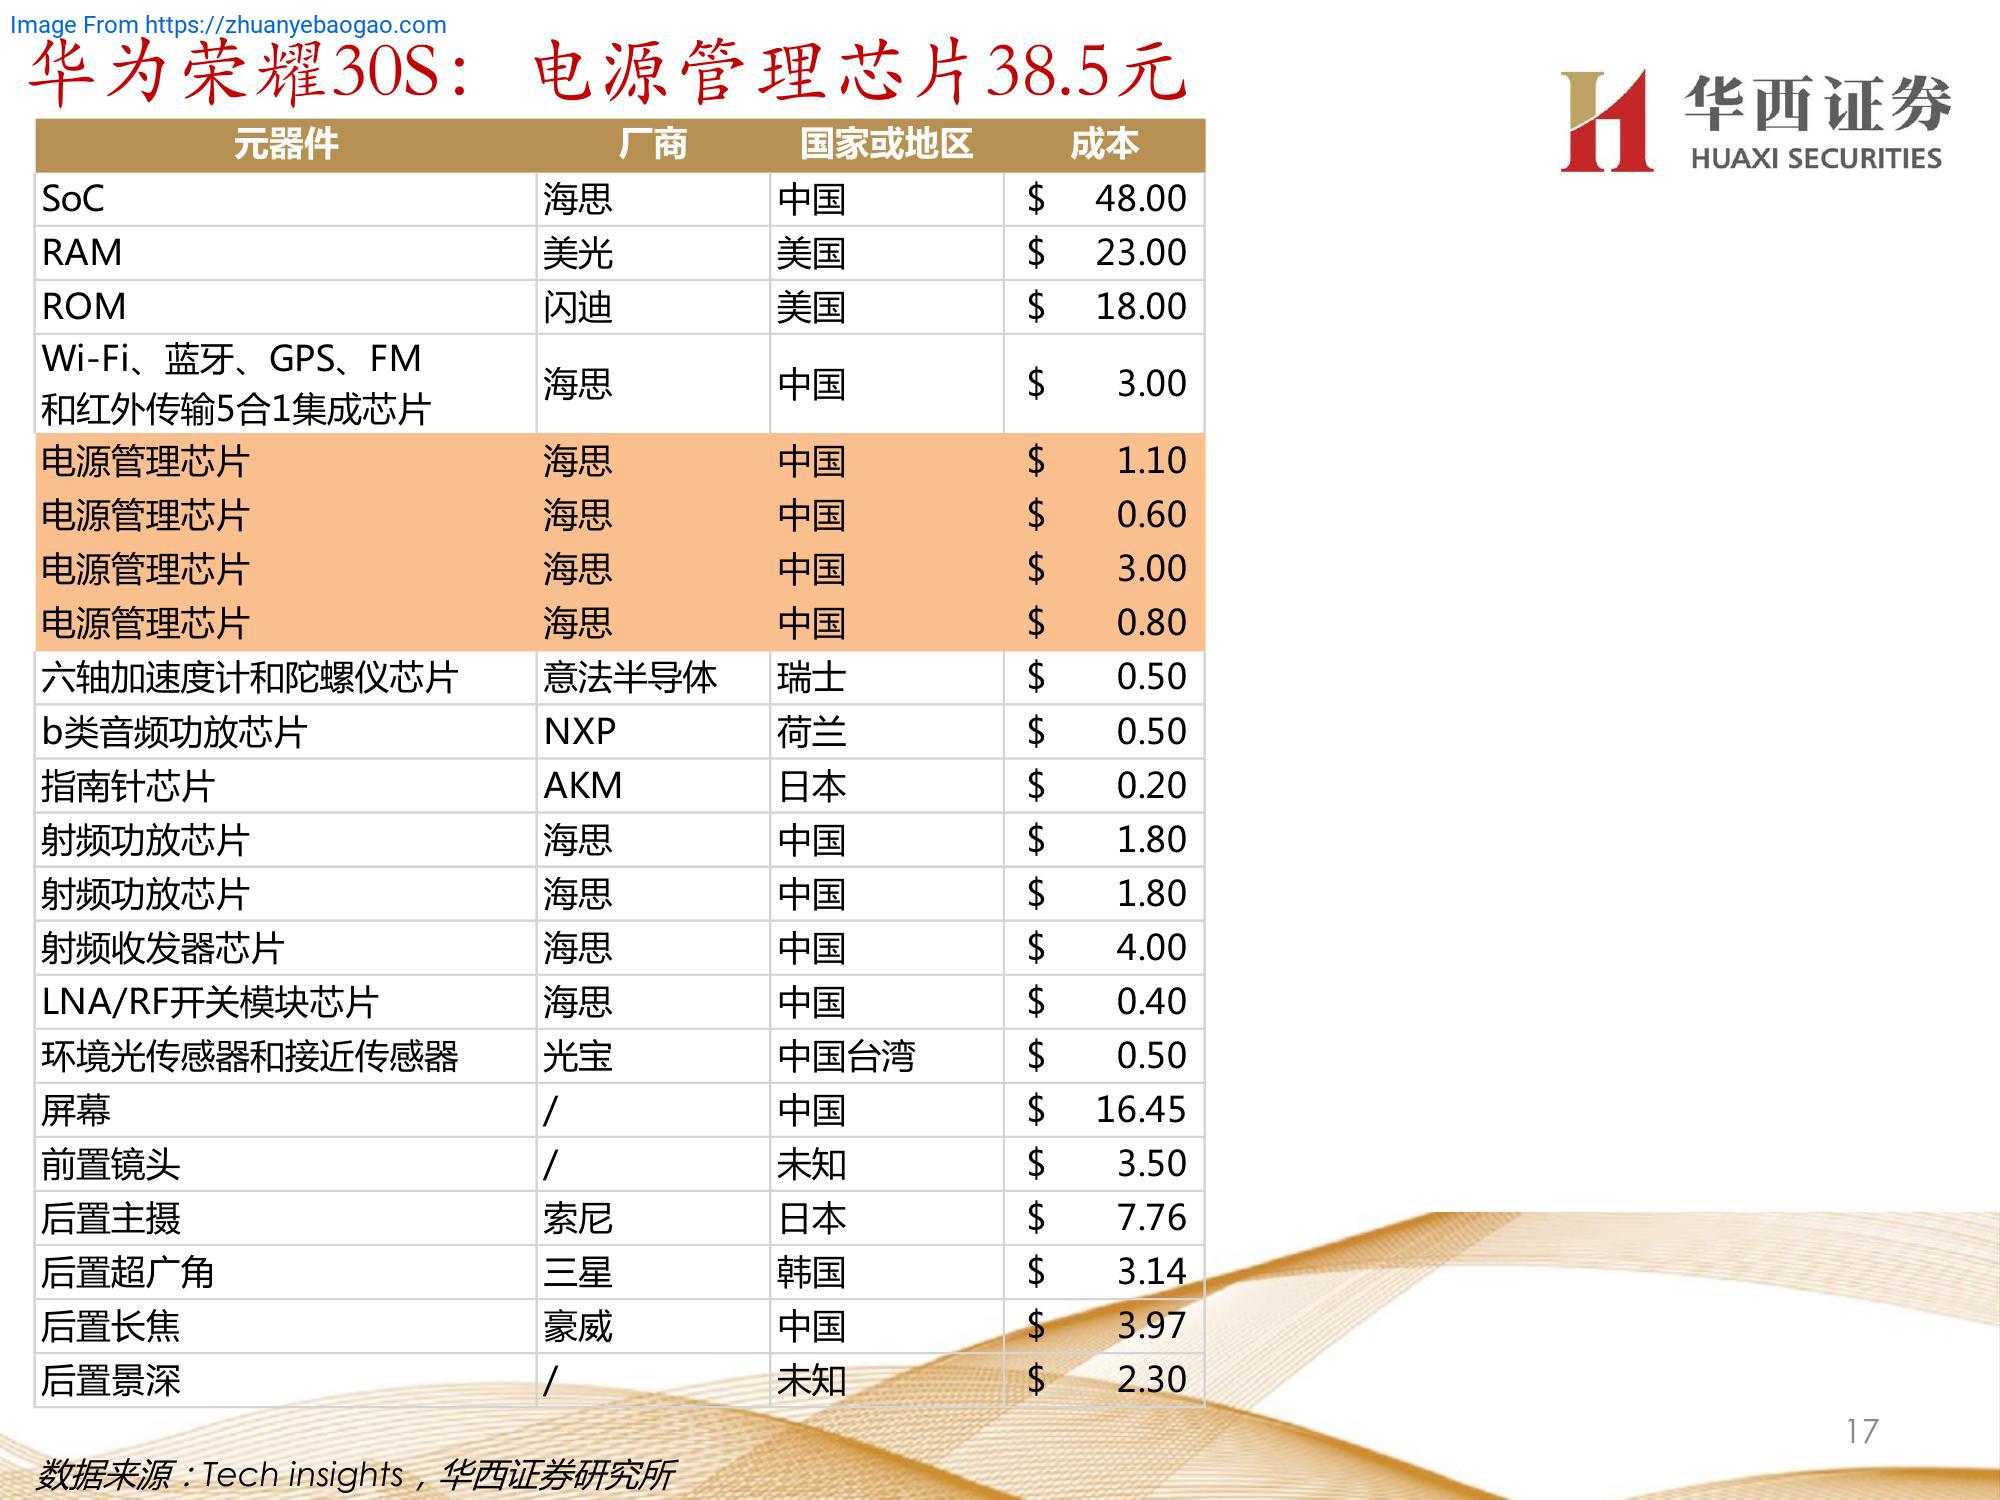 Image From https://zhuanyebaogao.com
华为荣耀30S： 电源管理芯片38.5元
华西证券
HUAXI SECURITIES
元器件 厂商 国家或地区 成本
SoC 海思 中国 $ 48.00
RAM 美光 美国 $ 23.00
ROM 闪迪 美国 $ 18.00
Wi-Fi、蓝牙、GPS、FM
和红外传输5合1集成芯片 海思 中国 $ 3.00
电源管理芯片 海思 中国 $ 1.10
电源管理芯片 海思 中国 $ 0.60
电源管理芯片 海思 中国 $ 3.00
电源管理芯片 海思 中国 $ 0.80
六轴加速度计和陀螺仪芯片 意法半导体 瑞士 $ 0.50
b类音频功放芯片 NXP 荷兰 $ 0.50
指南针芯片 AKM 日本 $ 0.20
射频功放芯片 海思 中国 $ 1.80
射频功放芯片 海思 中国 $ 1.80
射频收发器芯片 海思 中国 $ 4.00
LNA/RF开关模块芯片 海思 中国 $ 0.40
环境光传感器和接近传感器 光宝 中国台湾 $ 0.50
屏幕 / 中国 $ 16.45
前置镜头 / 未知 $ 3.50
后置主摄 索尼 日本 $ 7.76
后置超广角 三星 韩国 $ 3.14
后置长焦 豪威 中国 $ 3.97
后置景深 / 未知 $ 2.30
17
数据来源：Tech insights，华西证券研究所